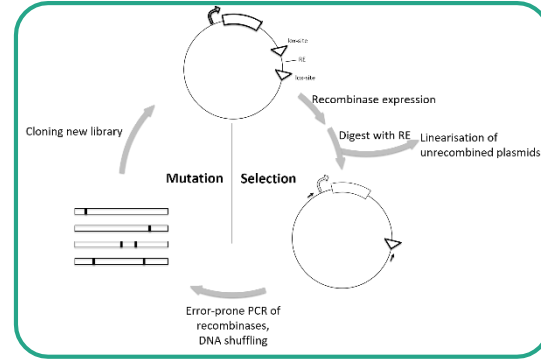 lox-site
RE
lox-site
Recombinase expression
Digest with RE
Linearisation of
unrecombined plasmids
Cloning new library
Mutation
Selection
Error-prone PCR of
recombinases,
DNA shuffling